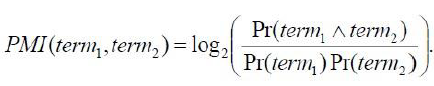 PMI(term₁, term₂) = log₂( Pr(term₁ ∧ term₂) / Pr(term₁) Pr(term₂) ).